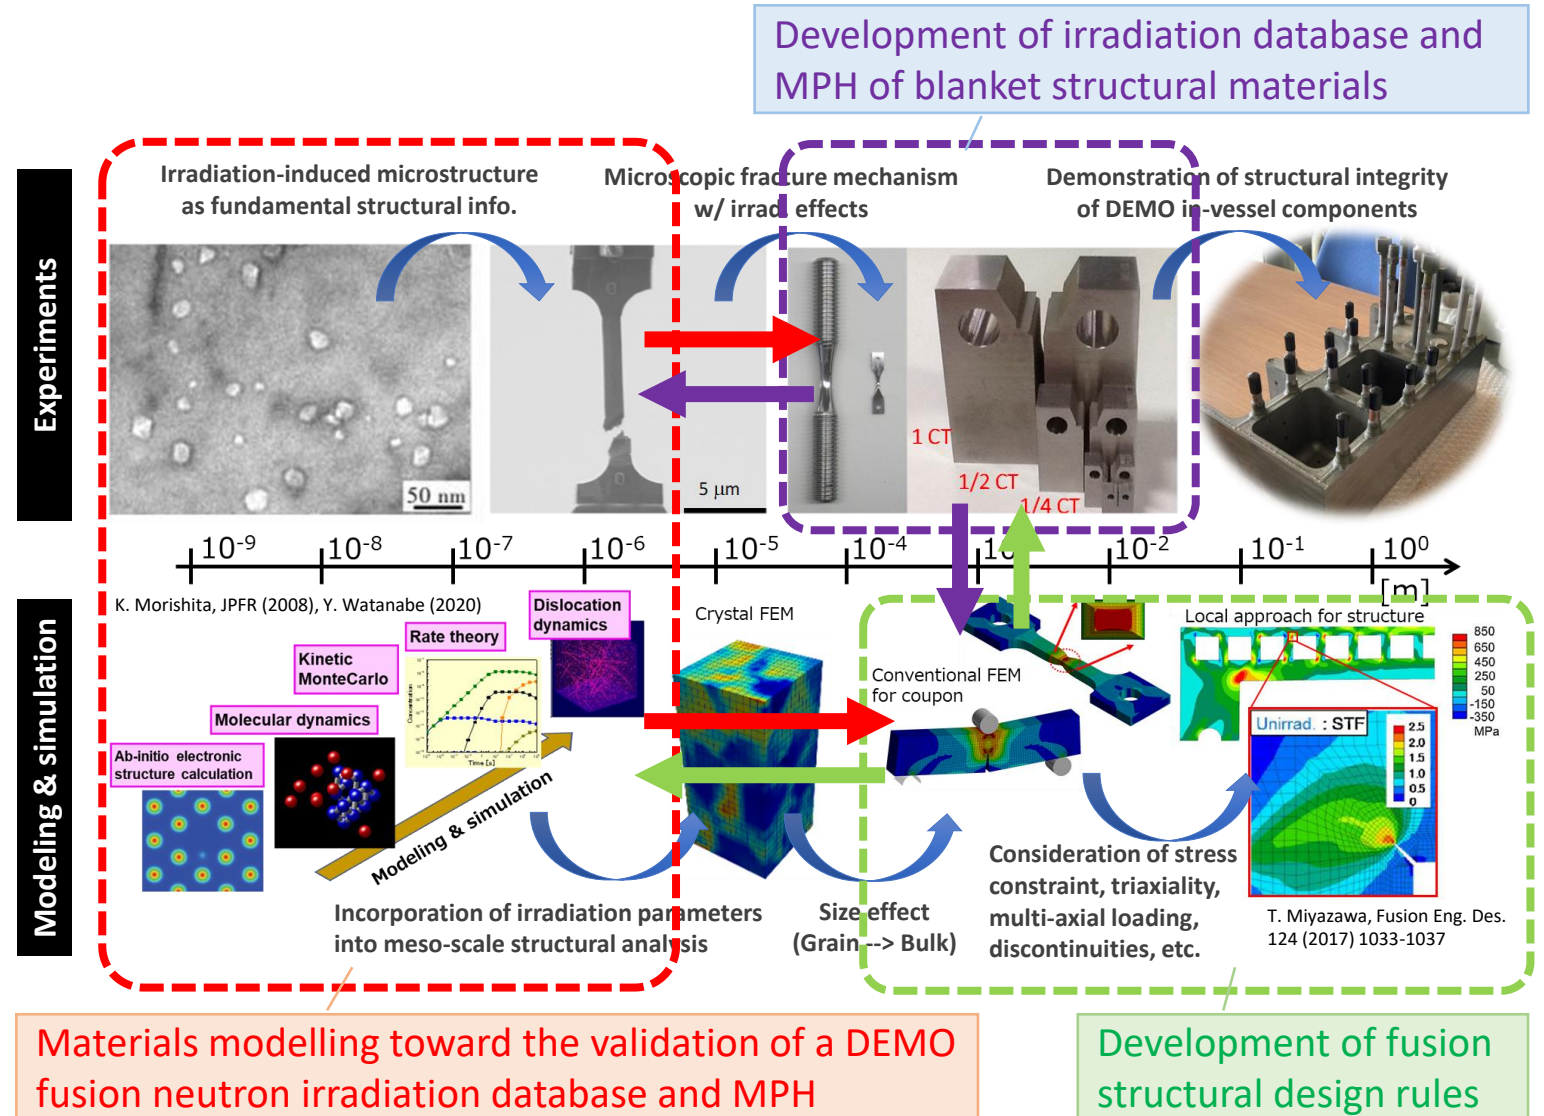 Development of irradiation database and
MPH of blanket structural materials
Irradiation-induced microstructure
as fundamental structural info.
Microscopic fracture mechanism
w/ irrad. effects
Demonstration of structural integrity
of DEMO in-vessel components
Experiments
50 nm
5 μm
1 CT
1/2 CT
1/4 CT
10-9
10-8
10-7
10-6
10-5
10-4
10-2
10-1
100
[m]
K. Morishita, JPFR (2008), Y. Watanabe (2020)
Modeling & simulation
Ab-initio electronic
structure calculation
Molecular dynamics
Kinetic
MonteCarlo
Rate theory
Concentration
Time [s]
Dislocation
dynamics
Modeling & simulation
Crystal FEM
Conventional FEM
for coupon
Local approach for structure
850
650
450
250
50
-150
-350
MPa
Unirrad. : STF
2.5
2.0
1.5
1.0
0.5
0
Incorporation of irradiation parameters
into meso-scale structural analysis
Size effect
(Grain --> Bulk)
Consideration of stress
constraint, triaxiality,
multi-axial loading,
discontinuities, etc.
T. Miyazawa, Fusion Eng. Des.
124 (2017) 1033-1037
Materials modelling toward the validation of a DEMO
fusion neutron irradiation database and MPH
Development of fusion
structural design rules